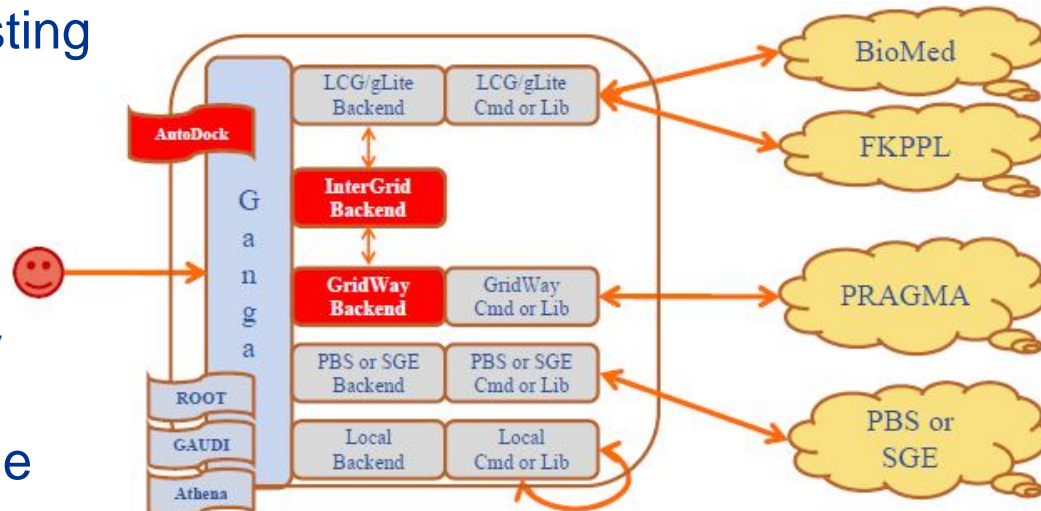 sting
AutoDock
G
a
n
g
a
ROOT
GAUDI
Athena
LCG/gLite
Backend
LCG/gLite
Cmd or Lib
InterGrid
Backend
GridWay
Backend
GridWay
Cmd or Lib
PBS or SGE
Backend
PBS or SGE
Cmd or Lib
Local
Backend
Local
Cmd or Lib
BioMed
FKPPL
PRAGMA
PBS or
SGE
e